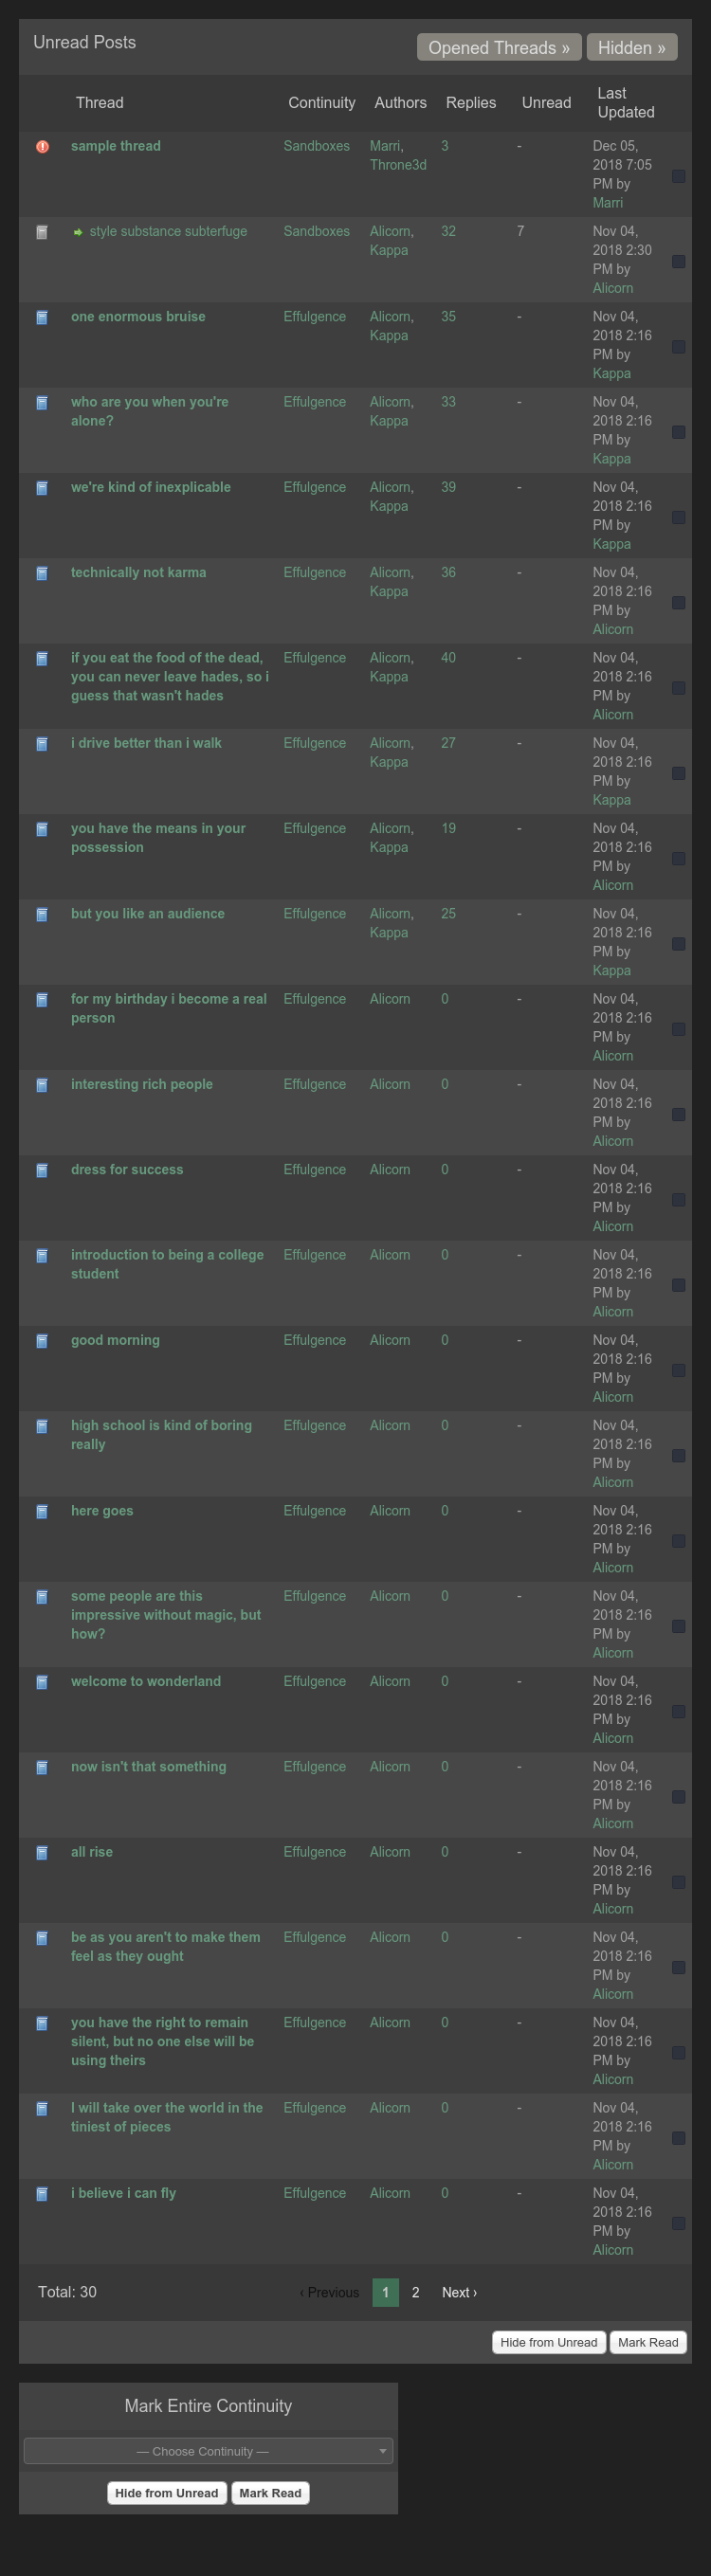 Unread Posts
Opened Threads »
Hidden »
Thread Continuity Authors Replies Unread Last Updated
sample thread Sandboxes Marri, Throne3d 3 - Dec 05, 2018 7:05 PM by Marri
style substance subterfuge Sandboxes Alicorn, Kappa 32 7 Nov 04, 2018 2:30 PM by Alicorn
one enormous bruise Effulgence Alicorn, Kappa 35 - Nov 04, 2018 2:16 PM by Kappa
who are you when you're alone? Effulgence Alicorn, Kappa 33 - Nov 04, 2018 2:16 PM by Kappa
we're kind of inexplicable Effulgence Alicorn, Kappa 39 - Nov 04, 2018 2:16 PM by Kappa
technically not karma Effulgence Alicorn, Kappa 36 - Nov 04, 2018 2:16 PM by Alicorn
if you eat the food of the dead, you can never leave hades, so i guess that wasn't hades Effulgence Alicorn, Kappa 40 - Nov 04, 2018 2:16 PM by Alicorn
i drive better than i walk Effulgence Alicorn, Kappa 27 - Nov 04, 2018 2:16 PM by Kappa
you have the means in your possession Effulgence Alicorn, Kappa 19 - Nov 04, 2018 2:16 PM by Alicorn
but you like an audience Effulgence Alicorn, Kappa 25 - Nov 04, 2018 2:16 PM by Kappa
for my birthday i become a real person Effulgence Alicorn 0 - Nov 04, 2018 2:16 PM by Alicorn
interesting rich people Effulgence Alicorn 0 - Nov 04, 2018 2:16 PM by Alicorn
dress for success Effulgence Alicorn 0 - Nov 04, 2018 2:16 PM by Alicorn
introduction to being a college student Effulgence Alicorn 0 - Nov 04, 2018 2:16 PM by Alicorn
good morning Effulgence Alicorn 0 - Nov 04, 2018 2:16 PM by Alicorn
high school is kind of boring really Effulgence Alicorn 0 - Nov 04, 2018 2:16 PM by Alicorn
here goes Effulgence Alicorn 0 - Nov 04, 2018 2:16 PM by Alicorn
some people are this impressive without magic, but how? Effulgence Alicorn 0 - Nov 04, 2018 2:16 PM by Alicorn
welcome to wonderland Effulgence Alicorn 0 - Nov 04, 2018 2:16 PM by Alicorn
now isn't that something Effulgence Alicorn 0 - Nov 04, 2018 2:16 PM by Alicorn
all rise Effulgence Alicorn 0 - Nov 04, 2018 2:16 PM by Alicorn
be as you aren't to make them feel as they ought Effulgence Alicorn 0 - Nov 04, 2018 2:16 PM by Alicorn
you have the right to remain silent, but no one else will be using theirs Effulgence Alicorn 0 - Nov 04, 2018 2:16 PM by Alicorn
I will take over the world in the tiniest of pieces Effulgence Alicorn 0 - Nov 04, 2018 2:16 PM by Alicorn
i believe i can fly Effulgence Alicorn 0 - Nov 04, 2018 2:16 PM by Alicorn
Total: 30 ‹ Previous 1 2 Next ›
Hide from Unread Mark Read
Mark Entire Continuity
— Choose Continuity —
Hide from Unread Mark Read